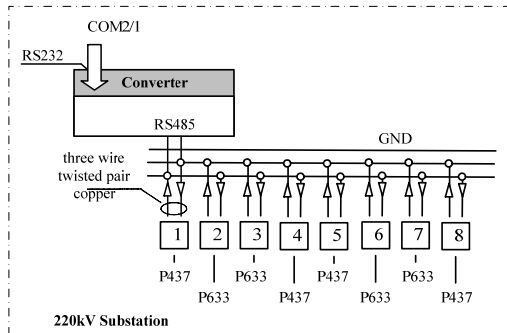 COM2/1
RS232
Converter
RS485
GND
three wire
twisted pair
copper
1 2 3 4 5 6 7 8
P437 P633 P633 P437 P437 P633 P633 P437
220kV Substation